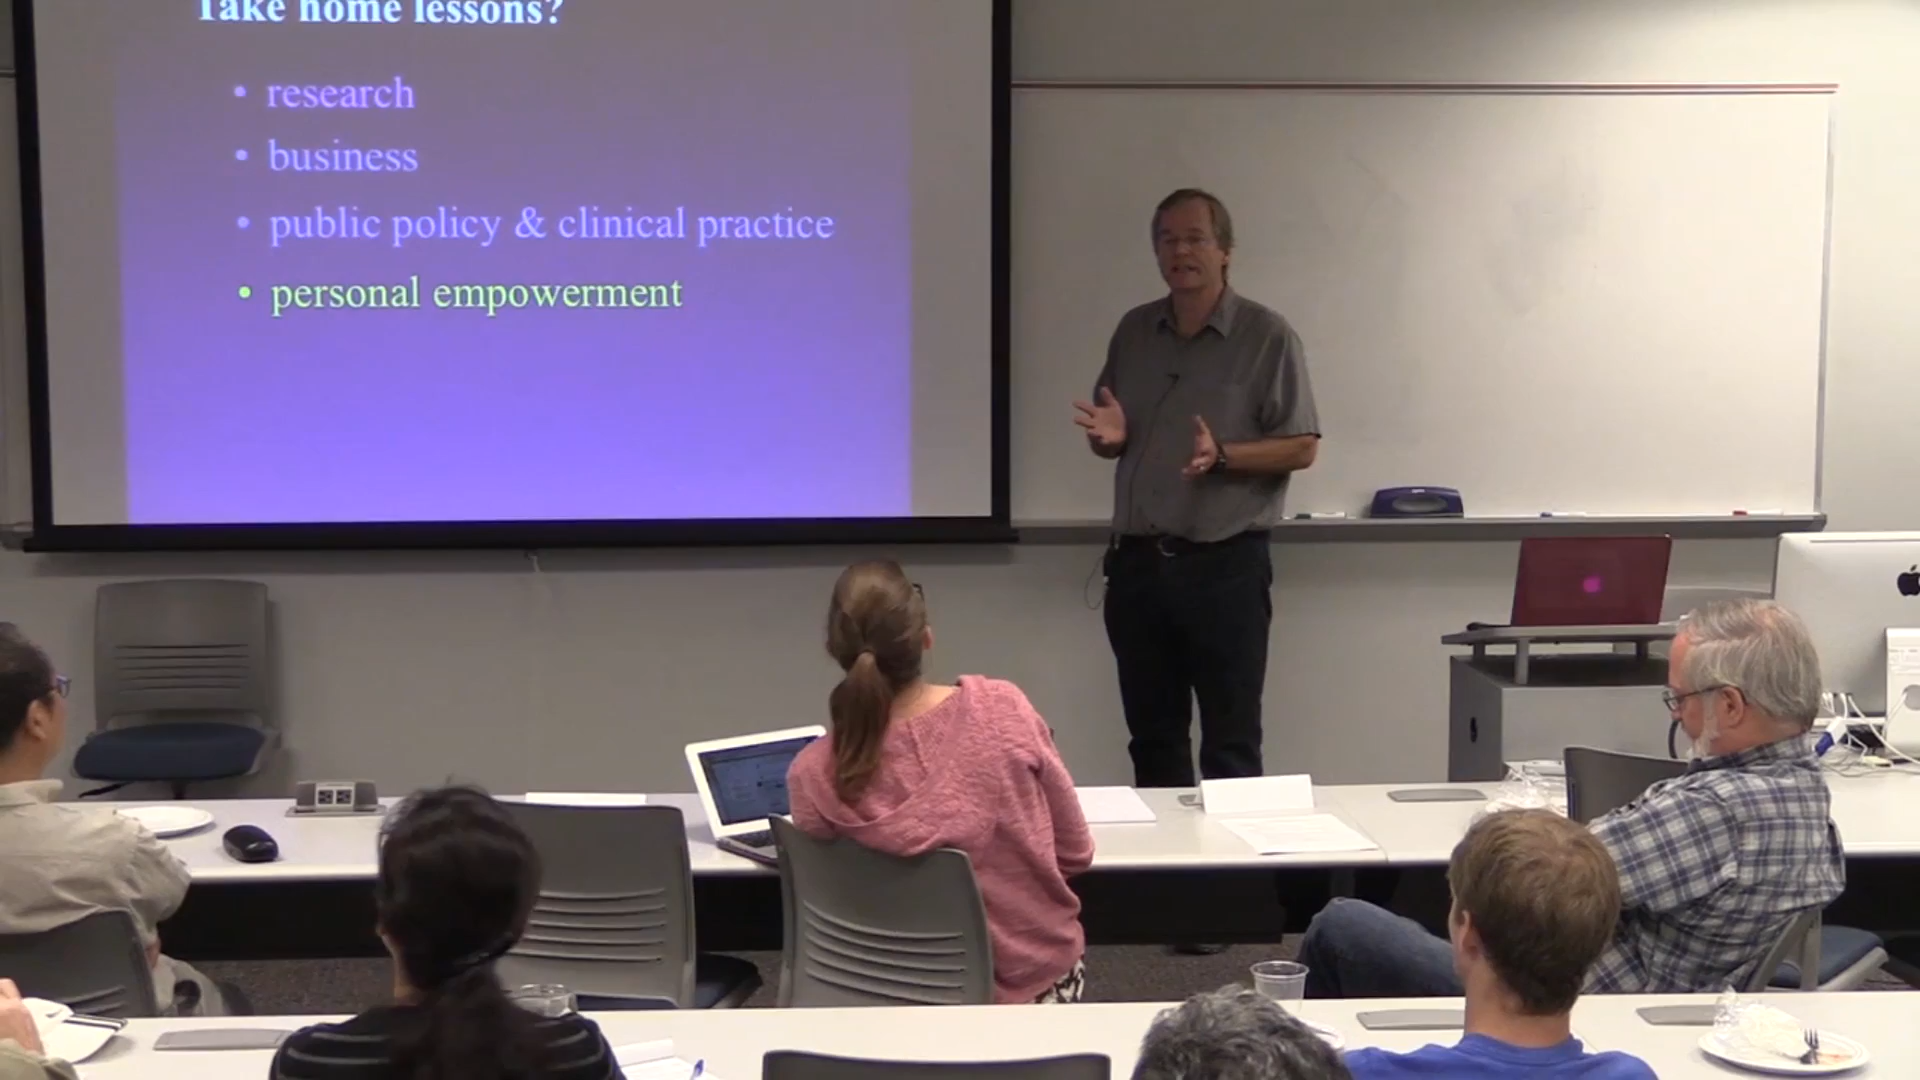 Take home lessons?
• research
• business
• public policy & clinical practice
• personal empowerment